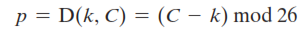 p = D(k, C) = (C − k) mod 26